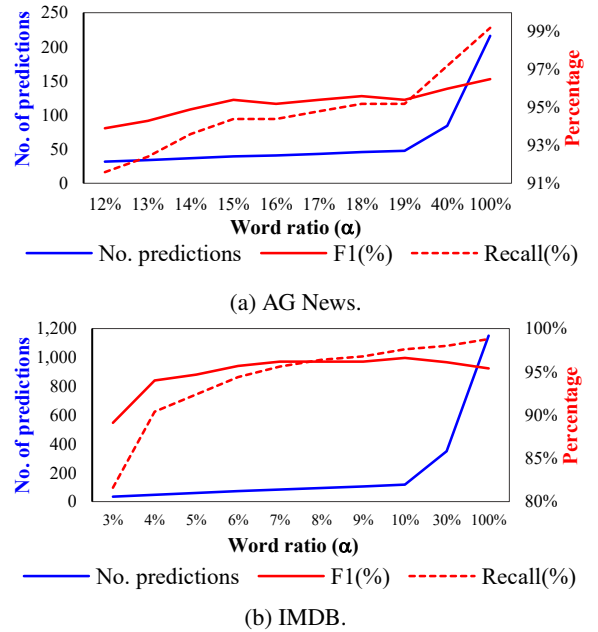 No. of predictions
250
200
150
100
50
0
99%
97%
95%
93%
91%
Percentage
12% 13% 14% 15% 16% 17% 18% 19% 40% 100%
Word ratio (α)
No. predictions F1(%) Recall(%)
(a) AG News.
No. of predictions
1,200
1,000
800
600
400
200
0
100%
95%
90%
85%
80%
Percentage
3% 4% 5% 6% 7% 8% 9% 10% 30% 100%
Word ratio (α)
No. predictions F1(%) Recall(%)
(b) IMDB.